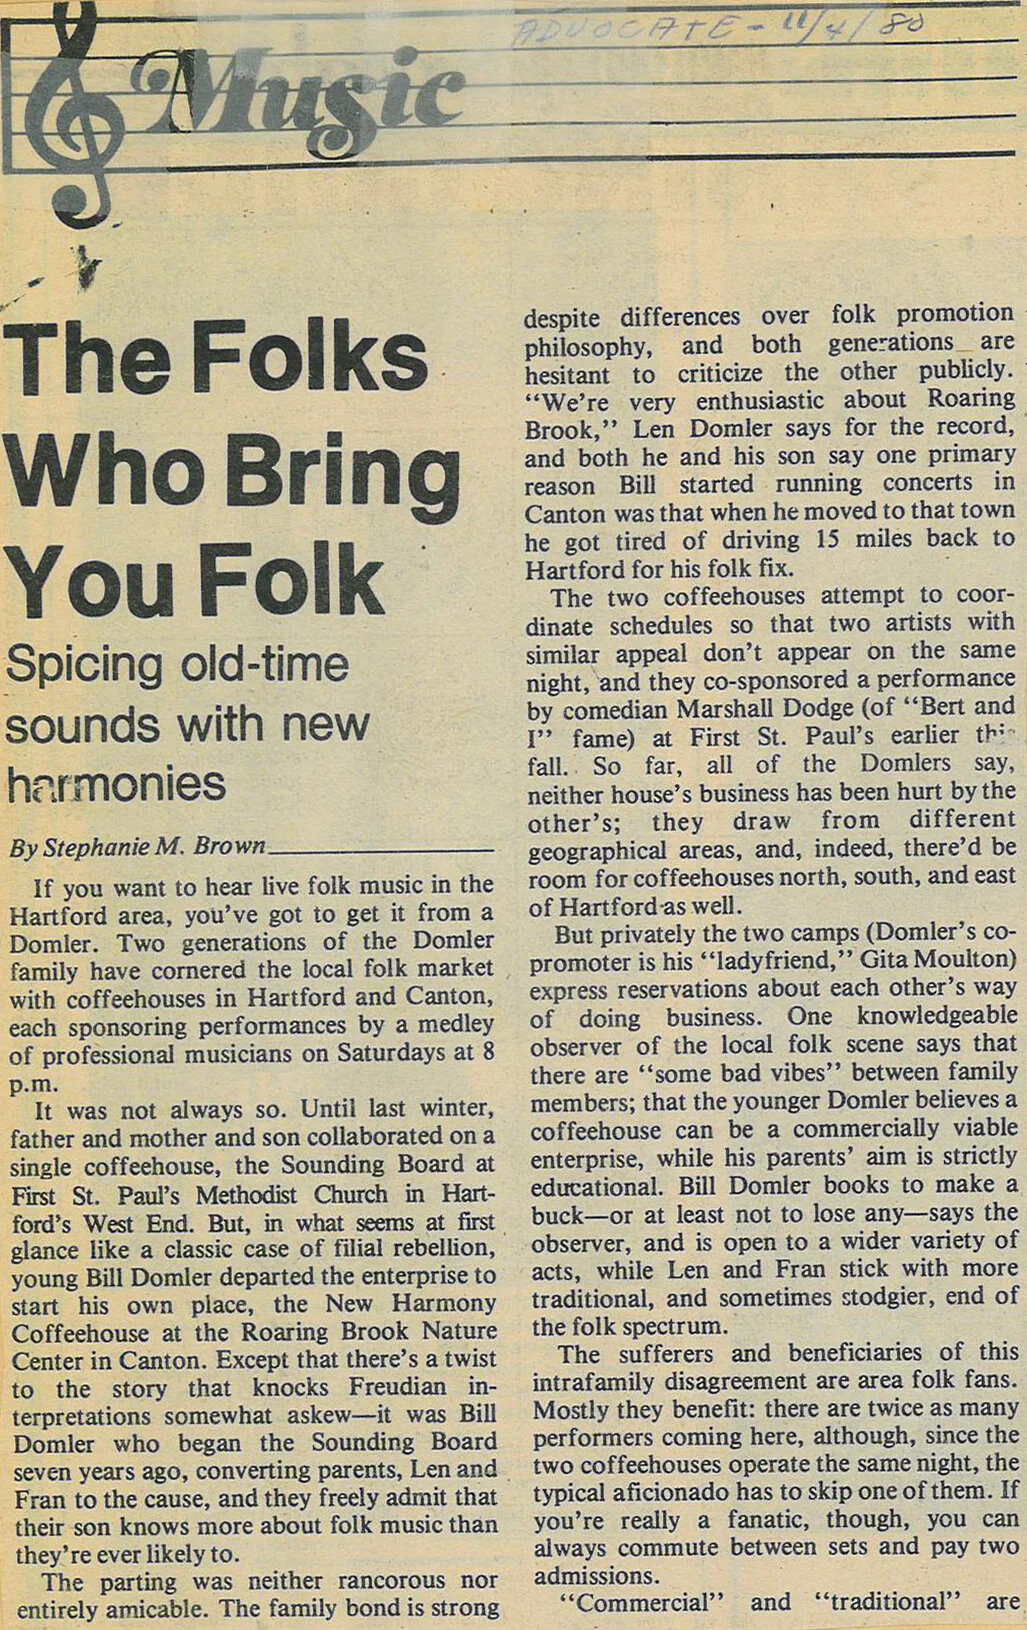 ADVOCATE - 11/4/80
Music
The Folks
Who Bring
You Folk
Spicing old-time
sounds with new
harmonies
By Stephanie M. Brown
If you want to hear live folk music in the
Hartford area, you've got to get it from a
Domler. Two generations of the Domler
family have cornered the local folk market
with coffeehouses in Hartford and Canton,
each sponsoring performances by a medley
of professional musicians on Saturdays at 8
p.m.
It was not always so. Until last winter,
father and mother and son collaborated on a
single coffeehouse, the Sounding Board at
First St. Paul's Methodist Church in Hart-
ford's West End. But, in what seems at first
glance like a classic case of filial rebellion,
young Bill Domler departed the enterprise to
start his own place, the New Harmony
Coffeehouse at the Roaring Brook Nature
Center in Canton. Except that there's a twist
to the story that knocks Freudian in-
terpretations somewhat askew—it was Bill
Domler who began the Sounding Board
seven years ago, converting parents, Len and
Fran to the cause, and they freely admit that
their son knows more about folk music than
they're ever likely to.
The parting was neither rancorous nor
entirely amicable. The family bond is strong
despite differences over folk promotion
philosophy, and both generations are
hesitant to criticize the other publicly.
"We're very enthusiastic about Roaring
Brook," Len Domler says for the record,
and both he and his son say one primary
reason Bill started running concerts in
Canton was that when he moved to that town
he got tired of driving 15 miles back to
Hartford for his folk fix.
The two coffeehouses attempt to coor-
dinate schedules so that two artists with
similar appeal don't appear on the same
night, and they co-sponsored a performance
by comedian Marshall Dodge (of "Bert and
I" fame) at First St. Paul's earlier this
fall. So far, all of the Domlers say,
neither house's business has been hurt by the
other's; they draw from different
geographical areas, and, indeed, there'd be
room for coffeehouses north, south, and east
of Hartford as well.
But privately the two camps (Domler's co-
promoter is his "ladyfriend," Gita Moulton)
express reservations about each other's way
of doing business. One knowledgeable
observer of the local folk scene says that
there are "some bad vibes" between family
members; that the younger Domler believes a
coffeehouse can be a commercially viable
enterprise, while his parents' aim is strictly
educational. Bill Domler books to make a
buck—or at least not to lose any—says the
observer, and is open to a wider variety of
acts, while Len and Fran stick with more
traditional, and sometimes stodgier, end of
the folk spectrum.
The sufferers and beneficiaries of this
intrafamily disagreement are area folk fans.
Mostly they benefit: there are twice as many
performers coming here, although, since the
two coffeehouses operate the same night, the
typical aficionado has to skip one of them. If
you're really a fanatic, though, you can
always commute between sets and pay two
admissions.
"Commercial" and "traditional" are